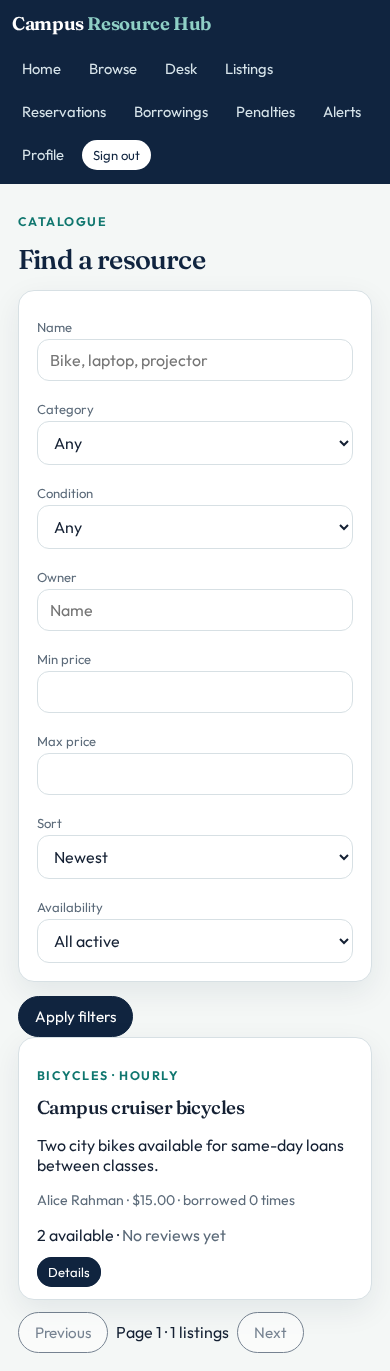 Campus Resource Hub
Home Browse Desk Listings
Reservations Borrowings Penalties Alerts
Profile Sign out
CATALOGUE
Find a resource
Name
Bike, laptop, projector
Category
Any
Condition
Any
Owner
Name
Min price
Max price
Sort
Newest
Availability
All active
Apply filters
BICYCLES · HOURLY
Campus cruiser bicycles
Two city bikes available for same-day loans
between classes.
Alice Rahman · $15.00 · borrowed 0 times
2 available · No reviews yet
Details
Previous Page 1 · 1 listings Next